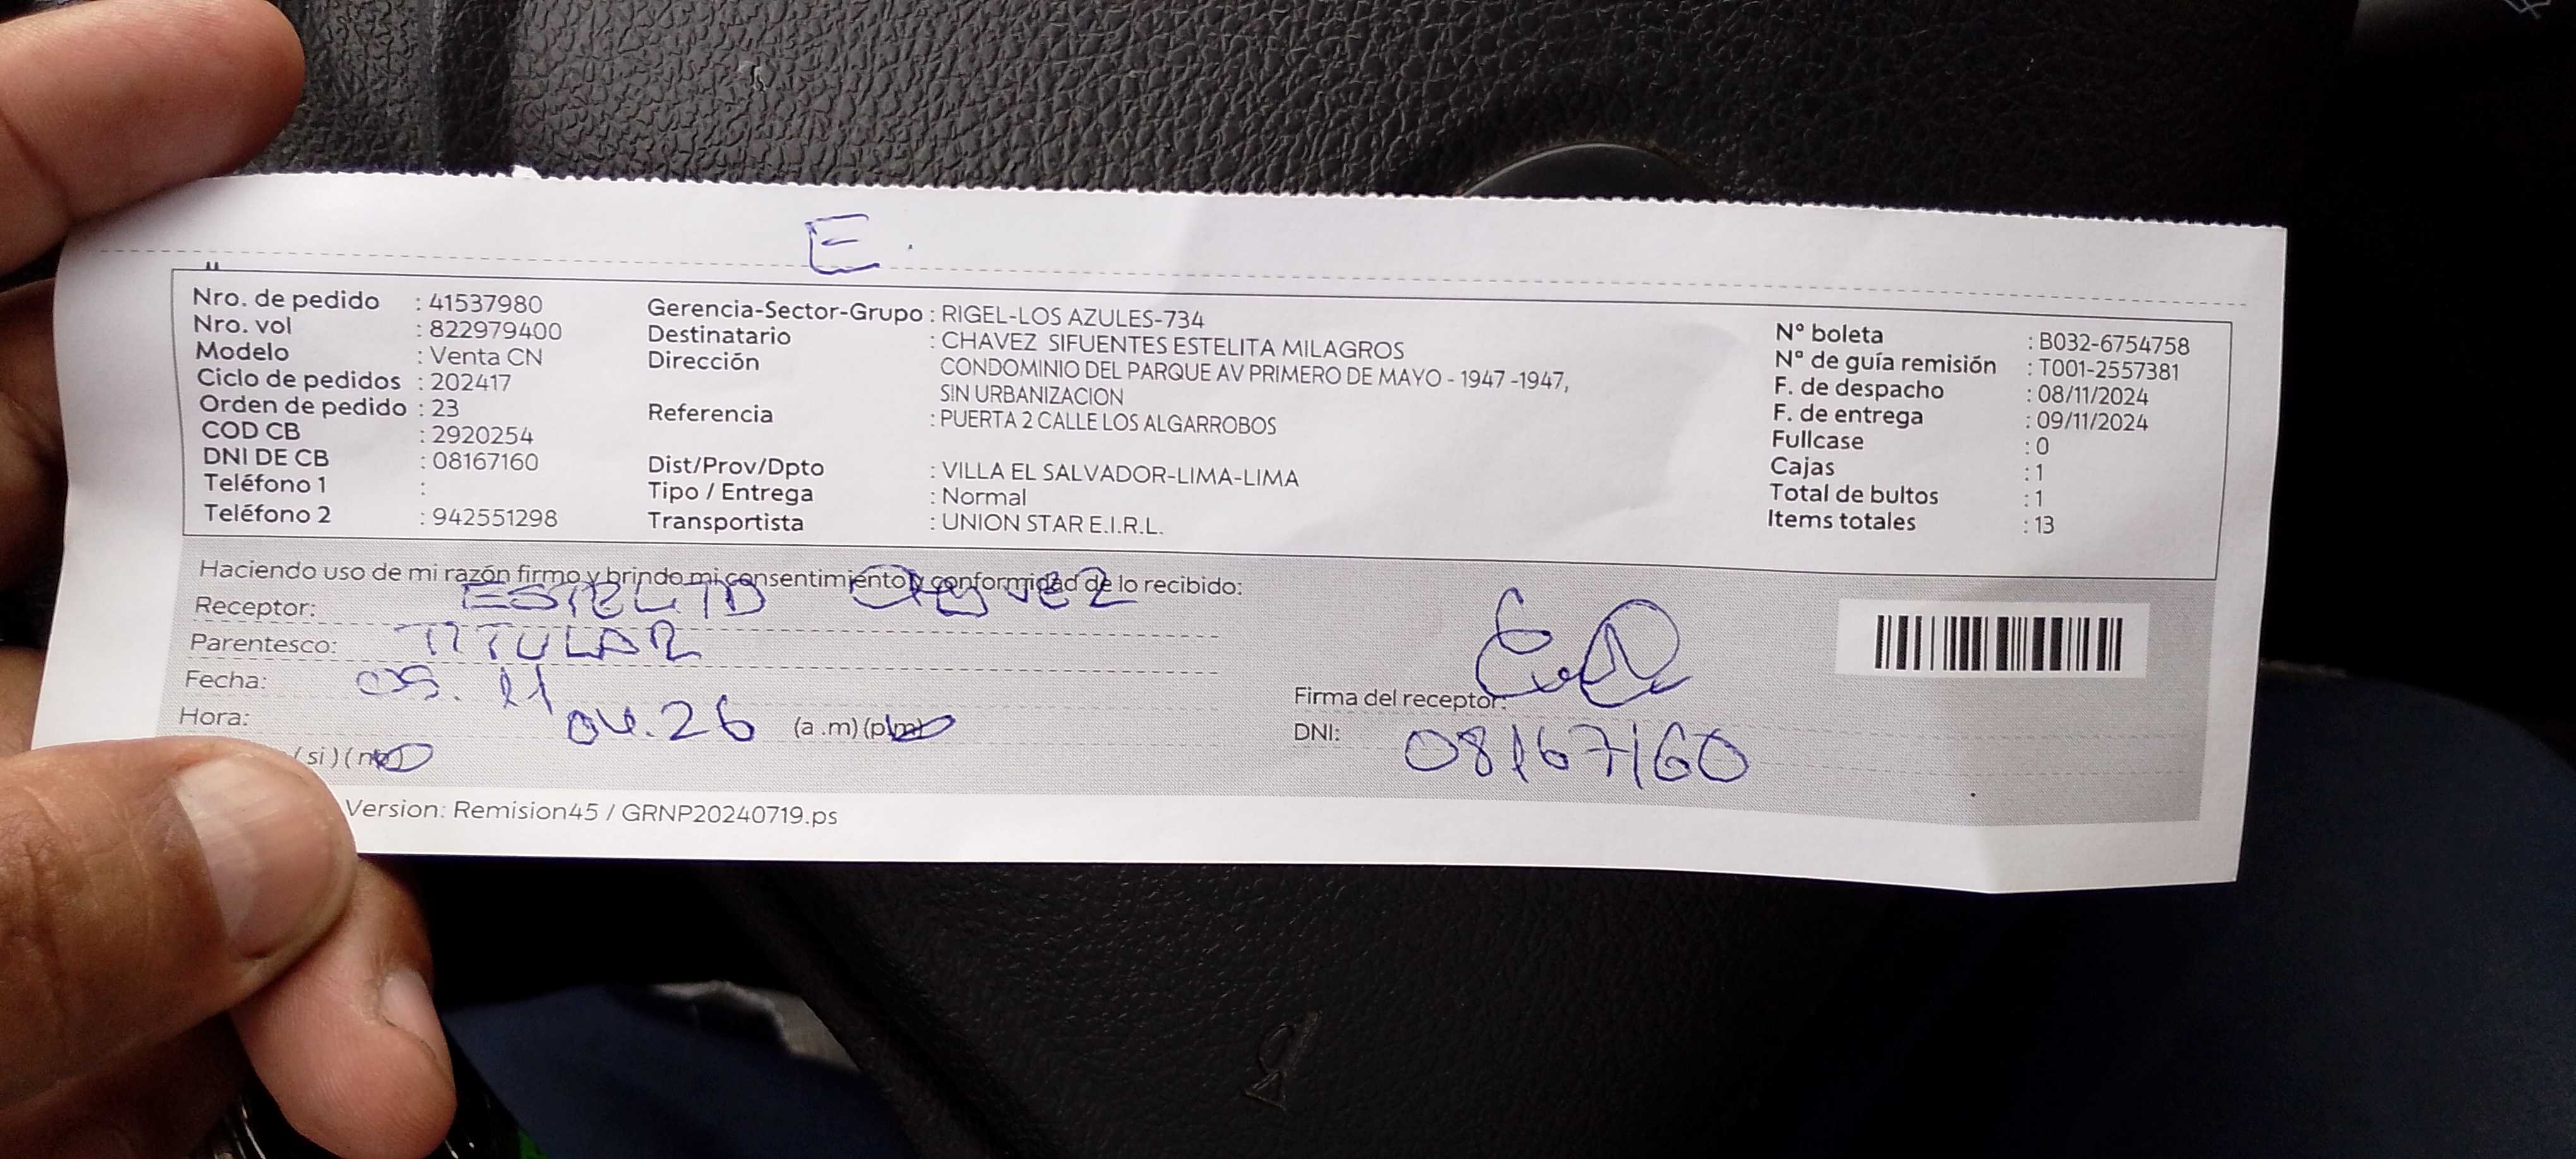 E.
Nro. de pedido : 41537980
Nro. vol : 822979400
Modelo : Venta CN
Ciclo de pedidos : 202417
Orden de pedido : 23
COD CB : 2920254
DNI DE CB : 08167160
Teléfono 1 :
Teléfono 2 : 942551298
Gerencia-Sector-Grupo : RIGEL-LOS AZULES-734
Destinatario : CHAVEZ SIFUENTES ESTELITA MILAGROS
Dirección CONDOMINIO DEL PARQUE AV PRIMERO DE MAYO - 1947 -1947,
SIN URBANIZACION
Referencia : PUERTA 2 CALLE LOS ALGARROBOS
Dist/Prov/Dpto : VILLA EL SALVADOR-LIMA-LIMA
Tipo / Entrega : Normal
Transportista : UNION STAR E.I.R.L.
Nº boleta : B032-6754758
Nº de guía remisión : T001-2557381
F. de despacho : 08/11/2024
F. de entrega : 09/11/2024
Fullcase : 0
Cajas : 1
Total de bultos : 1
Items totales : 13
Haciendo uso de mi razón firmo y brindo mi consentimiento y conformidad de lo recibido:
Receptor: ESTELITA CHAVEZ
Parentesco: TITULAR
Fecha: 09. 11
Hora: 04.26 (a .m) (p.m)
(si) (no)
Firma del receptor:
DNI: 08167160
Version: Remision45 / GRNP20240719.ps